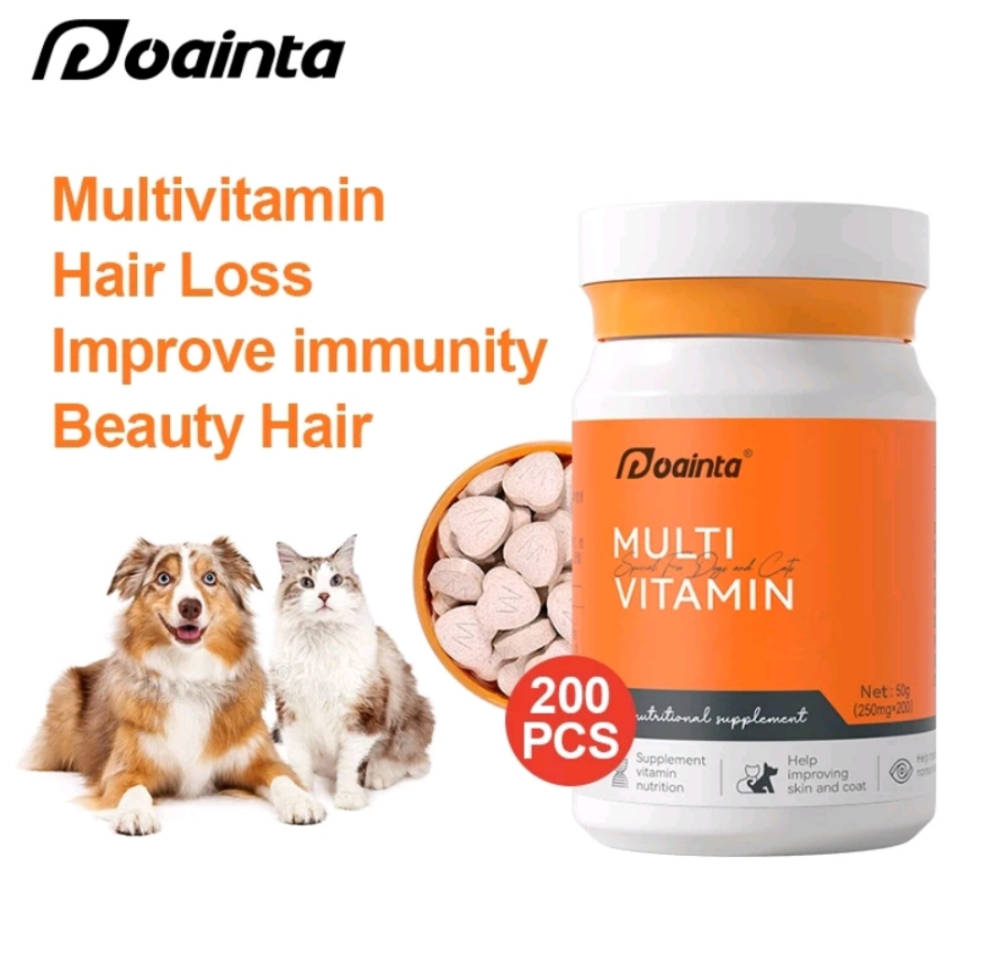 Doainta
Multivitamin
Hair Loss
Improve immunity
Beauty Hair
Doainta®
MULTI
Special For Dogs and Cats
VITAMIN
200
PCS
Net: 50g
(250mg×200)
nutritional supplement
Supplement
vitamin
nutrition
Help
improving
skin and coat
Help